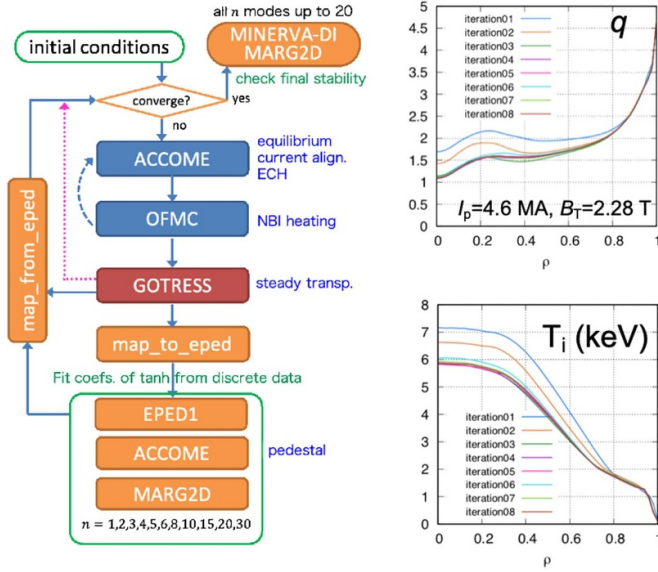 all n modes up to 20
initial conditions
MINERVA-DI
MARG2D
check final stability
converge?
yes
no
ACCOME
equilibrium
current align.
ECH
OFMC
NBI heating
map_from_eped
GOTRESS
steady transp.
map_to_eped
Fit coefs. of tanh from discrete data
EPED1
ACCOME
pedestal
MARG2D
n = 1,2,3,4,5,6,8,10,15,20,30
q
iteration01
iteration02
iteration03
iteration04
iteration05
iteration06
iteration07
iteration08
5
4.5
4
3.5
3
2.5
2
1.5
1
0.5
0
Ip=4.6 MA, BT=2.28 T
0 0.2 0.4 0.6 0.8 1
ρ
Ti (keV)
8
7
6
5
4
3
2
1
0
iteration01
iteration02
iteration03
iteration04
iteration05
iteration06
iteration07
iteration08
0 0.2 0.4 0.6 0.8 1
ρ